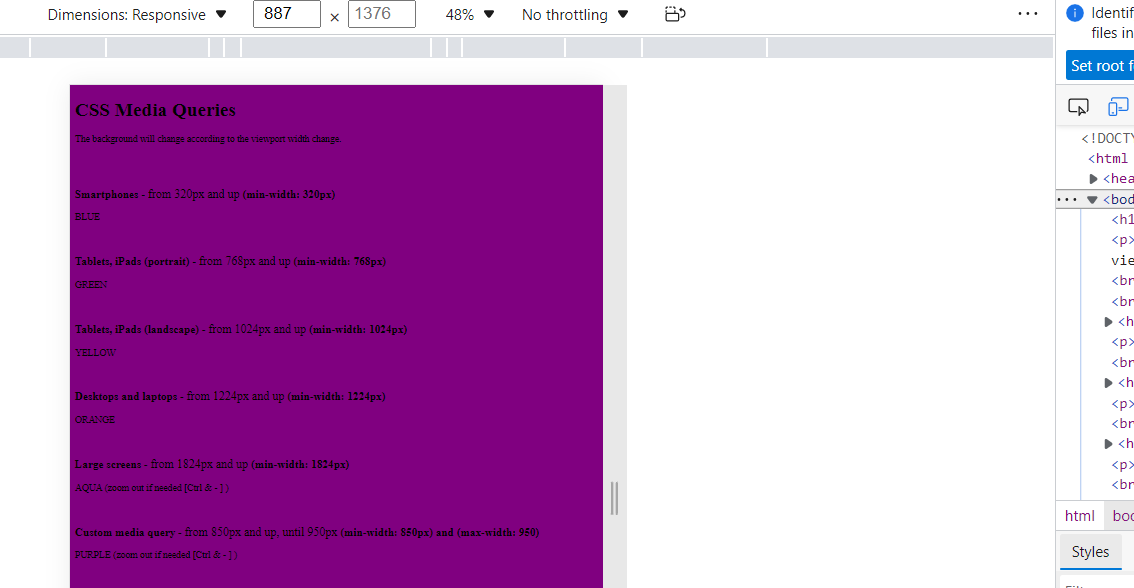 Dimensions: Responsive 887 × 1376 48% No throttling
Identif
files in
Set root f
CSS Media Queries
The background will change according to the viewport width change.
Smartphones - from 320px and up (min-width: 320px)
BLUE
Tablets, iPads (portrait) - from 768px and up (min-width: 768px)
GREEN
Tablets, iPads (landscape) - from 1024px and up (min-width: 1024px)
YELLOW
Desktops and laptops - from 1224px and up (min-width: 1224px)
ORANGE
Large screens - from 1824px and up (min-width: 1824px)
AQUA (zoom out if needed [Ctrl & - ] )
Custom media query - from 850px and up, until 950px (min-width: 850px) and (max-width: 950)
PURPLE (zoom out if needed [Ctrl & - ] )
<!DOCTY
<html
<hea
<bod
<h1
<p>
vie
<br
<br
<h
<p>
<br
<h
<p>
<br
<h
<p>
<br
html bod
Styles